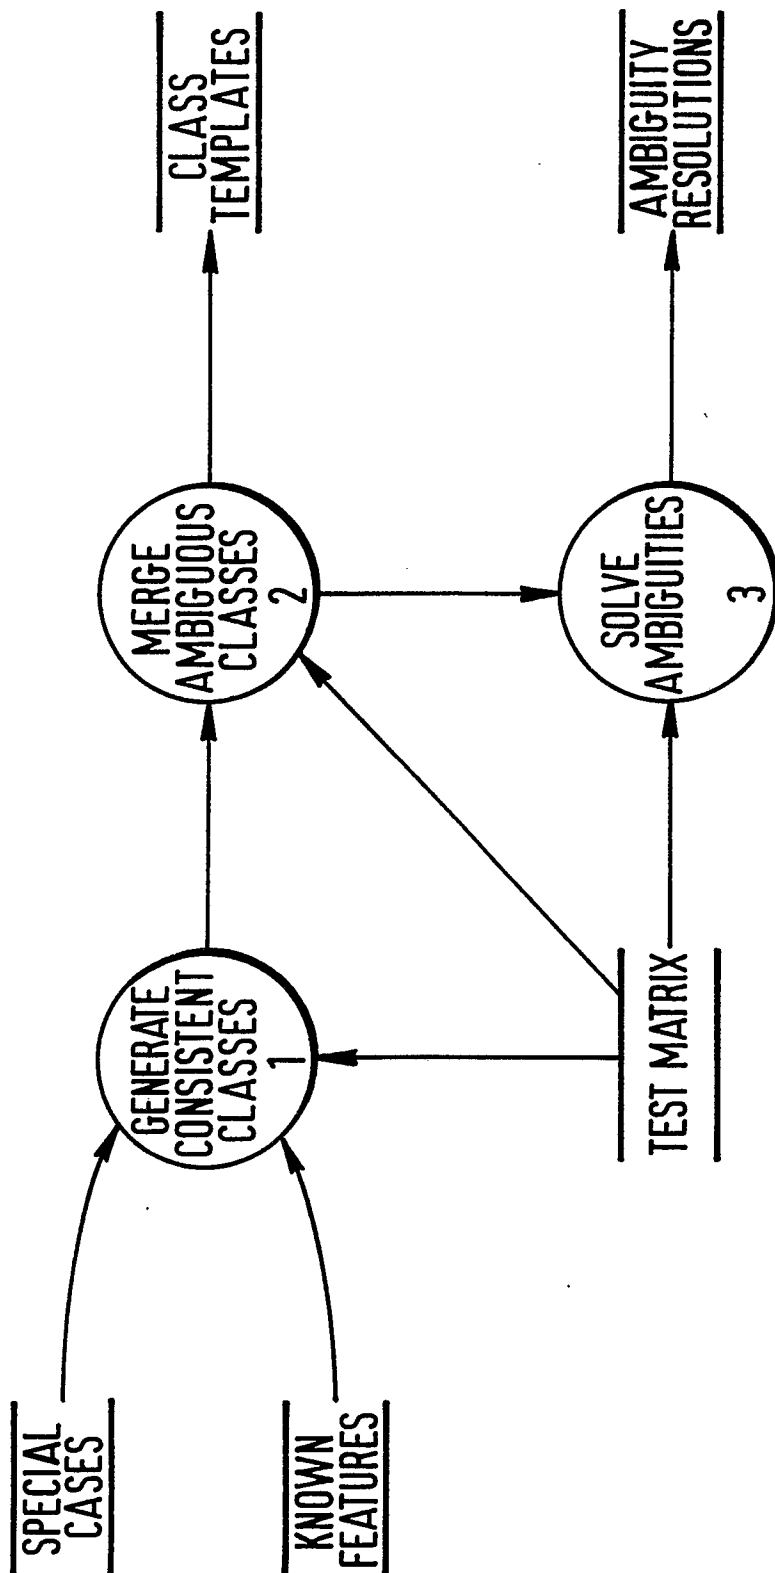 SPECIAL
CASES
KNOWN
FEATURES
GENERATE
CONSISTENT
CLASSES
1
TEST MATRIX
MERGE
AMBIGUOUS
CLASSES
2
SOLVE
AMBIGUITIES
3
CLASS
TEMPLATES
AMBIGUITY
RESOLUTIONS